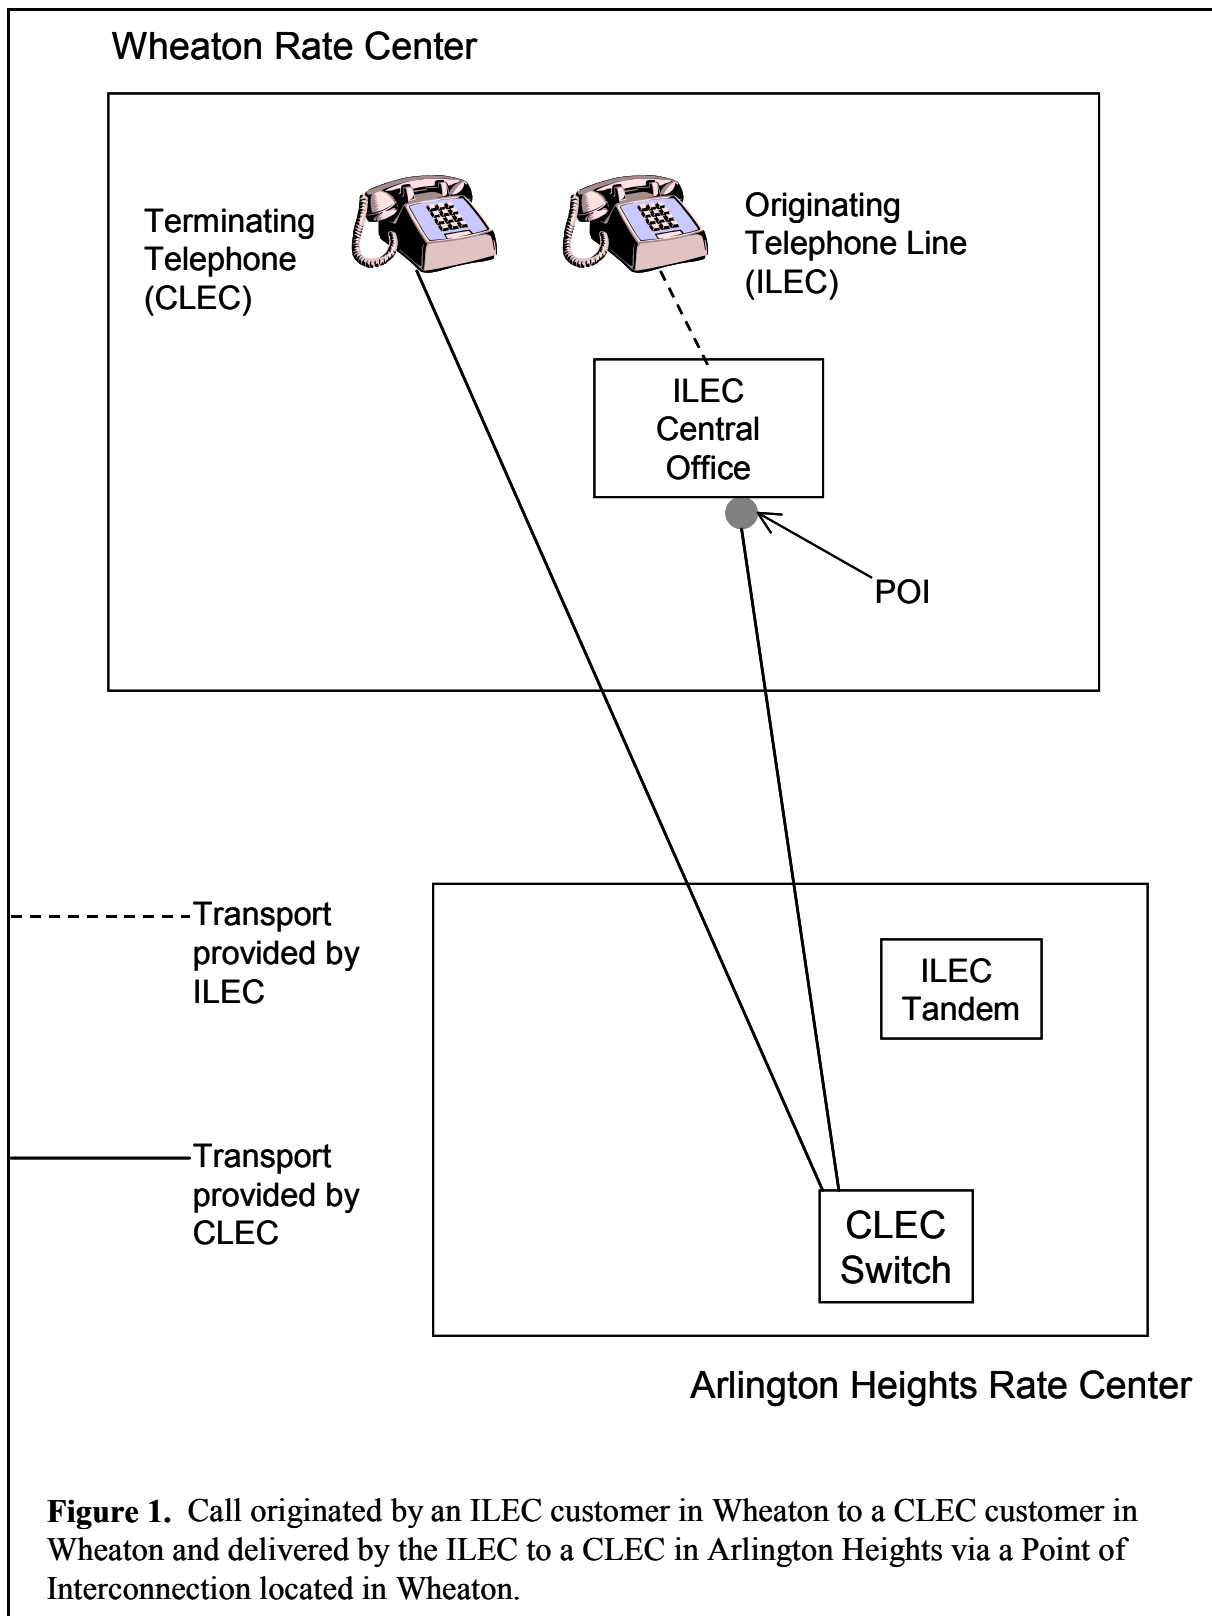 Wheaton Rate Center
Terminating
Telephone
(CLEC)
Originating
Telephone Line
(ILEC)
ILEC
Central
Office
POI
Transport
provided by
ILEC
ILEC
Tandem
Transport
provided by
CLEC
CLEC
Switch
Arlington Heights Rate Center
Figure 1.  Call originated by an ILEC customer in Wheaton to a CLEC customer in
Wheaton and delivered by the ILEC to a CLEC in Arlington Heights via a Point of
Interconnection located in Wheaton.